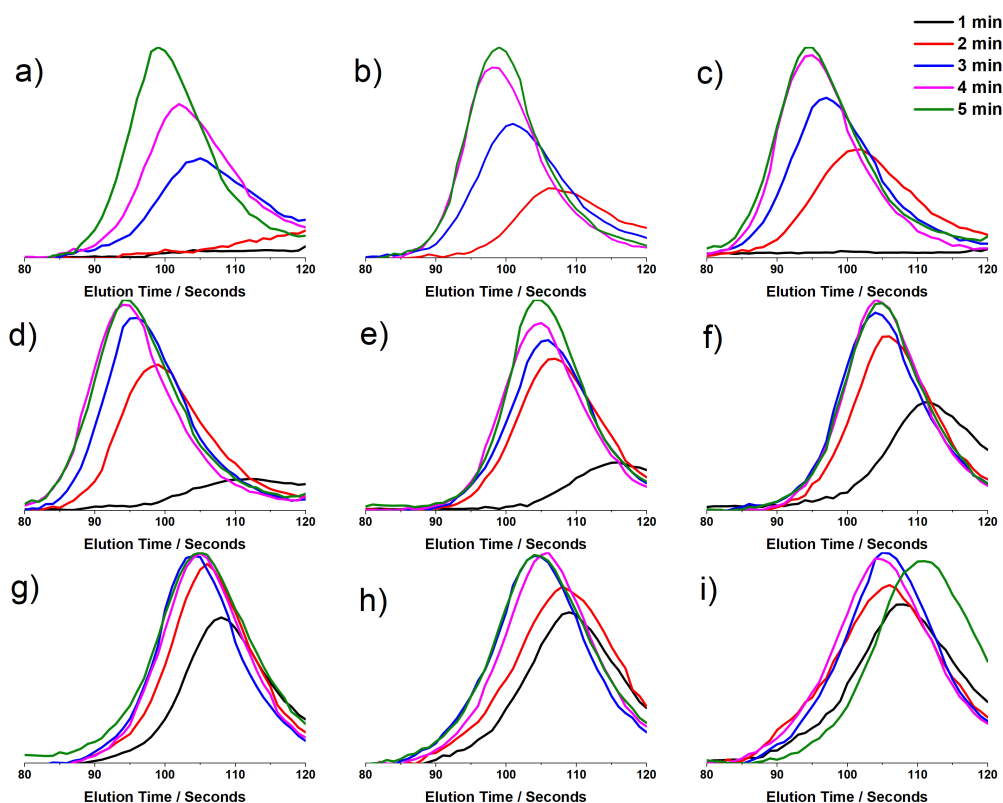 1 min
2 min
3 min
4 min
5 min
a)
b)
c)
80 90 100 110 120
80 90 100 110 120
80 90 100 110 120
Elution Time / Seconds
Elution Time / Seconds
Elution Time / Seconds
d)
e)
f)
80 90 100 110 120
80 90 100 110 120
80 90 100 110 120
Elution Time / Seconds
Elution Time / Seconds
Elution Time / Seconds
g)
h)
i)
80 90 100 110 120
80 90 100 110 120
80 90 100 110 120
Elution Time / Seconds
Elution Time / Seconds
Elution Time / Seconds